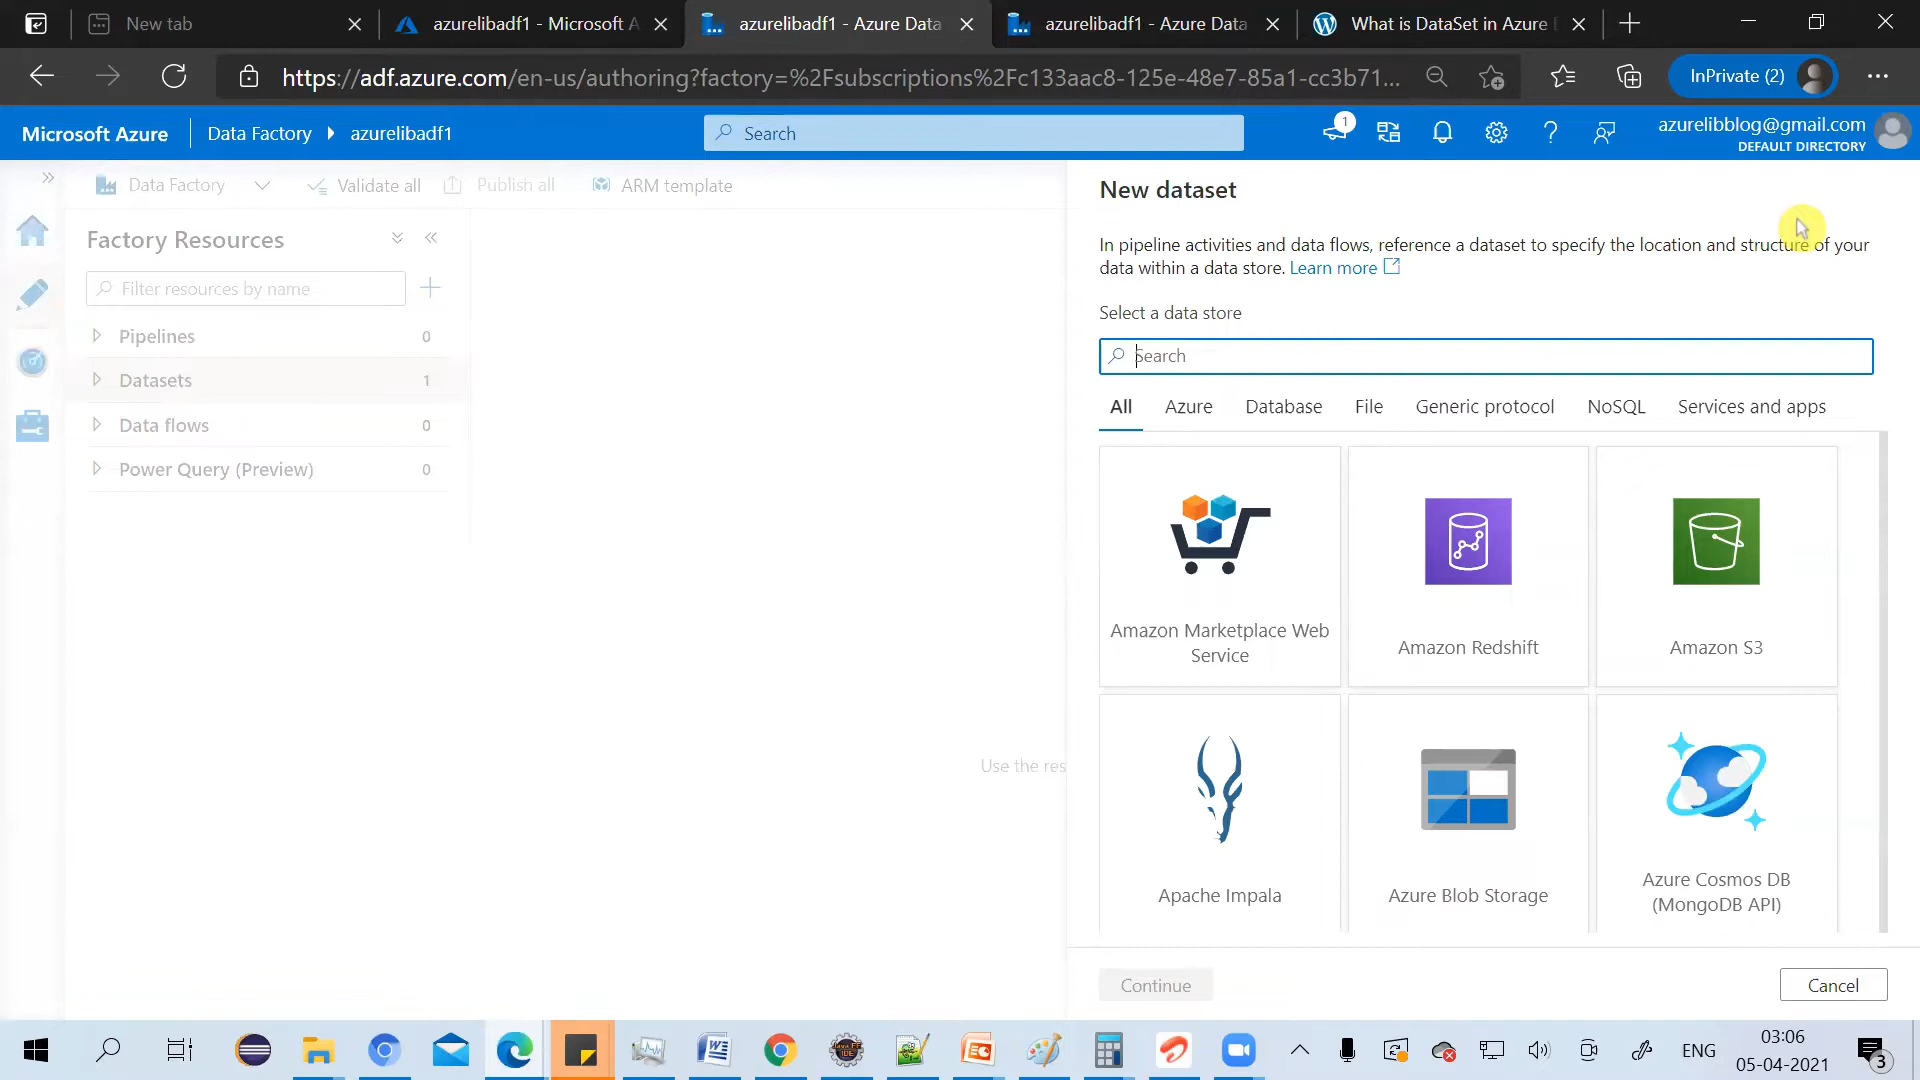 New tab
azurelibadf1 - Microsoft A
azurelibadf1 - Azure Data
azurelibadf1 - Azure Data
What is DataSet in Azure
https://adf.azure.com/en-us/authoring?factory=%2Fsubscriptions%2Fc133aac8-125e-48e7-85a1-cc3b71...
InPrivate (2)
Microsoft Azure
Data Factory
azurelibadf1
Search
1
azurelibblog@gmail.com
DEFAULT DIRECTORY
Data Factory
Validate all
Publish all
ARM template
Factory Resources
Filter resources by name
Pipelines 0
Datasets 1
Data flows 0
Power Query (Preview) 0
Use the res
New dataset
In pipeline activities and data flows, reference a dataset to specify the location and structure of your
data within a data store. Learn more
Select a data store
Search
All Azure Database File Generic protocol NoSQL Services and apps
Amazon Marketplace Web
Service
Amazon Redshift
Amazon S3
Apache Impala
Azure Blob Storage
Azure Cosmos DB
(MongoDB API)
Continue
Cancel
ENG
03:06
05-04-2021
3